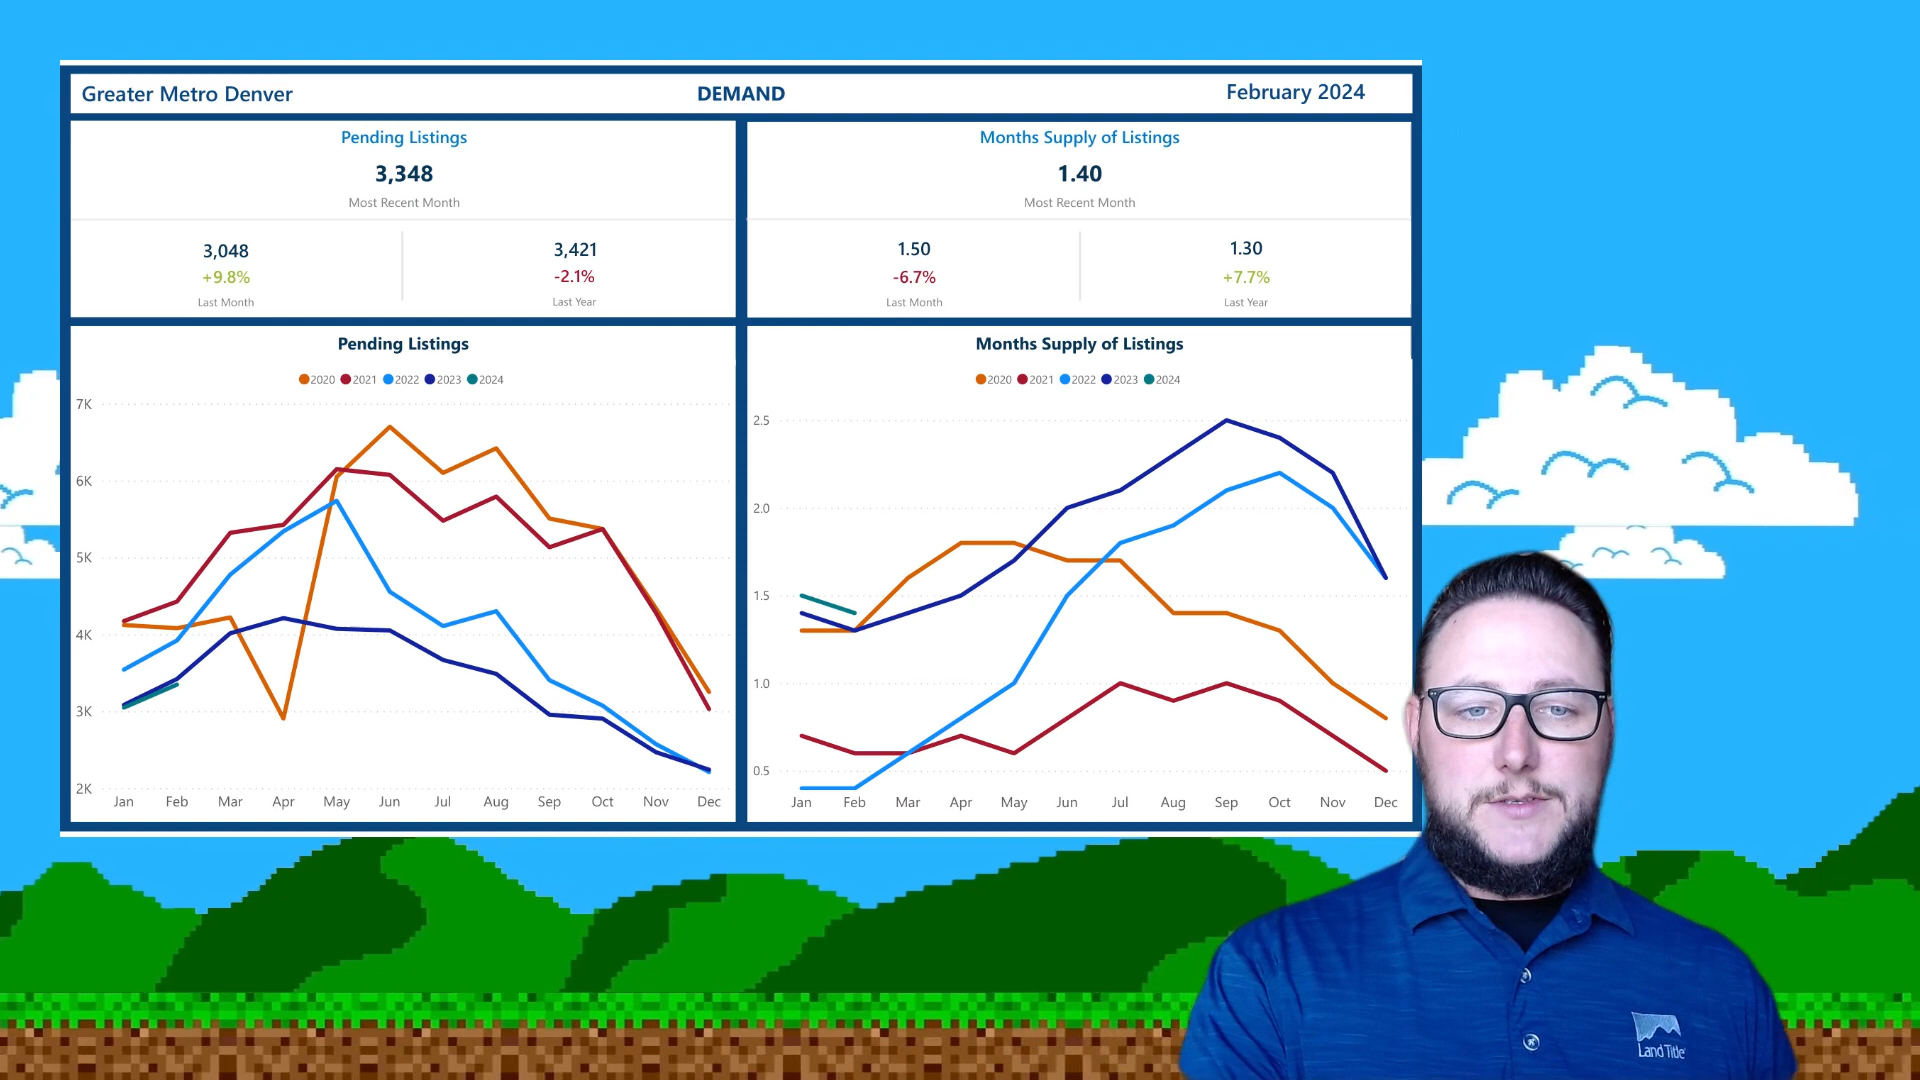 Greater Metro Denver
DEMAND
February 2024
Pending Listings
3,348
Most Recent Month
3,048
+9.8%
Last Month
3,421
-2.1%
Last Year
Months Supply of Listings
1.40
Most Recent Month
1.50
-6.7%
Last Month
1.30
+7.7%
Last Year
Pending Listings
2020 2021 2022 2023 2024
7K
6K
5K
4K
3K
2K
Jan Feb Mar Apr May Jun Jul Aug Sep Oct Nov Dec
Months Supply of Listings
2020 2021 2022 2023 2024
2.5
2.0
1.5
1.0
0.5
Jan Feb Mar Apr May Jun Jul Aug Sep Oct Nov Dec
Land Title